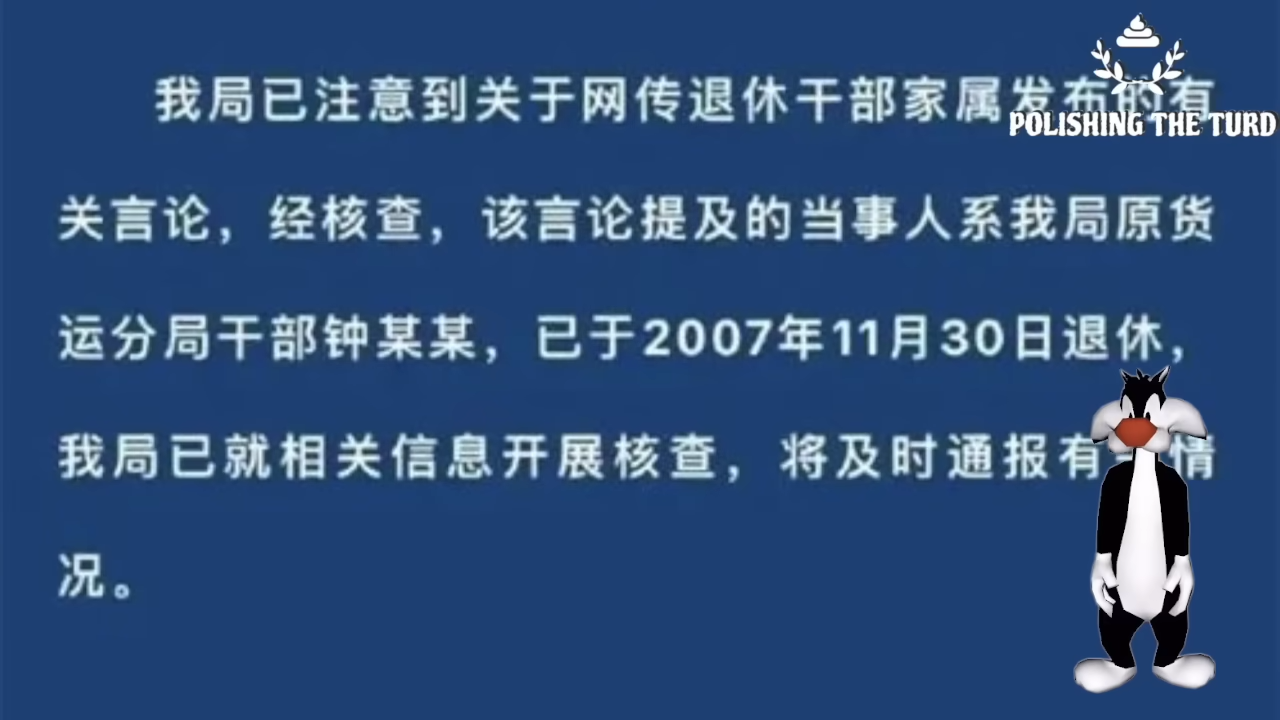 我局已注意到关于网传退休干部家属发布的有
POLISHING THE TURD
关言论，经核查，该言论提及的当事人系我局原货
运分局干部钟某某，已于2007年11月30日退休，
我局已就相关信息开展核查，将及时通报有 情
况。